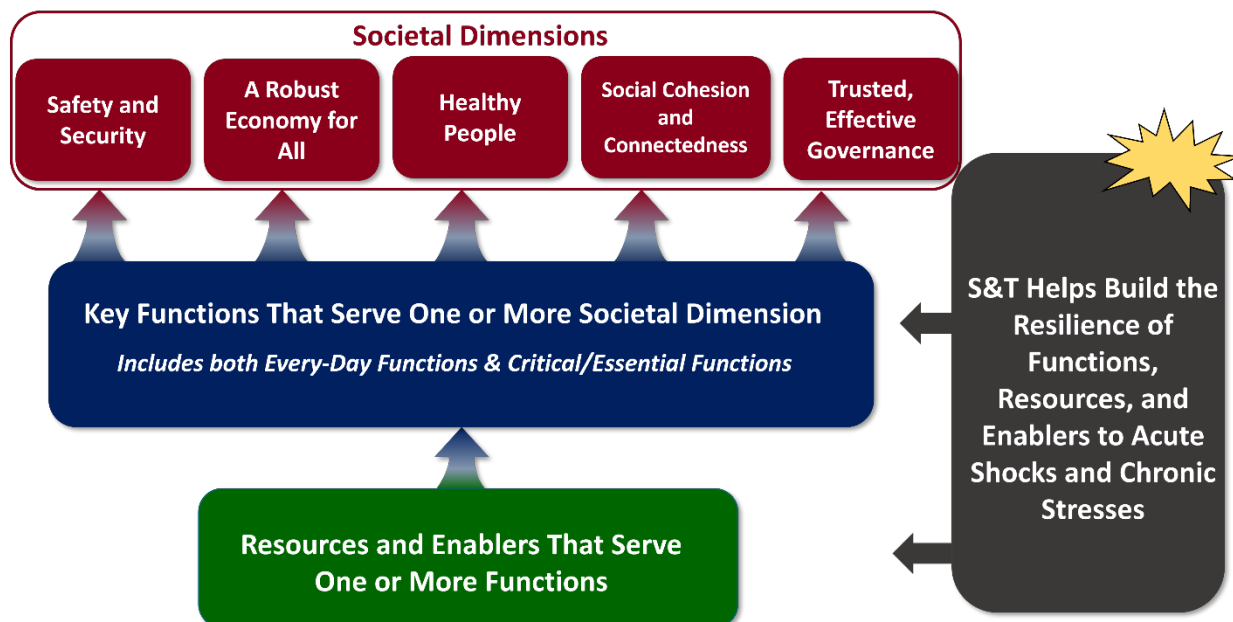 Societal Dimensions
Safety and
Security
A Robust
Economy for
All
Healthy
People
Social Cohesion
and
Connectedness
Trusted,
Effective
Governance
Key Functions That Serve One or More Societal Dimension
Includes both Every-Day Functions & Critical/Essential Functions
Resources and Enablers That Serve
One or More Functions
S&T Helps Build the
Resilience of
Functions,
Resources, and
Enablers to Acute
Shocks and Chronic
Stresses